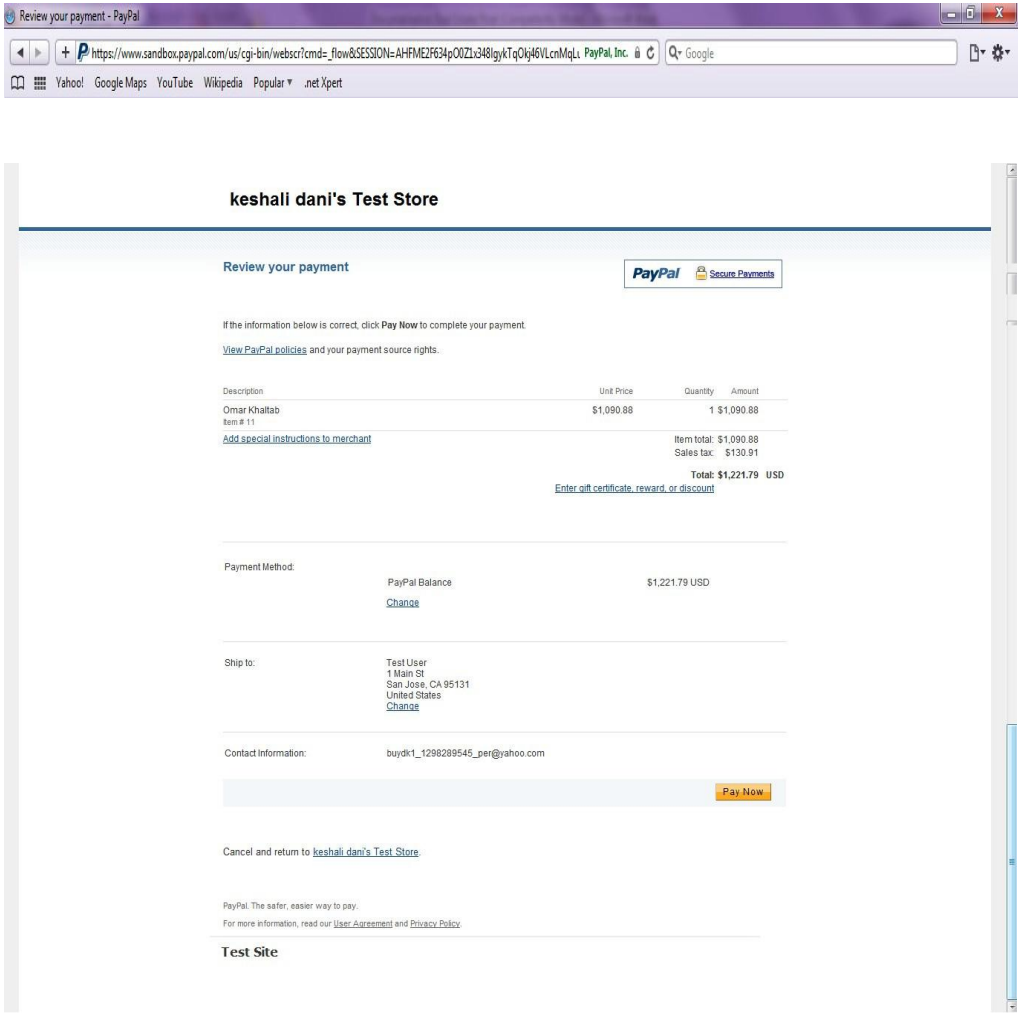 Review your payment - PayPal
https://www.sandbox.paypal.com/us/cgi-bin/webscr?cmd=_flow&SESSION= PayPal, Inc. Google
Yahoo! Google Maps YouTube Wikipedia Popular .net Xpert
keshali dani's Test Store
Review your payment
PayPal Secure Payments
If the information below is correct, click Pay Now to complete your payment.
View PayPal policies and your payment source rights.
Description Unit Price Quantity Amount
Omar Khattab $1,090.88 1 $1,090.88
Item # 11
Add special instructions to merchant Item total: $1,090.88
Sales tax: $130.91
Total: $1,221.79 USD
Enter gift certificate, reward, or discount
Payment Method:
PayPal Balance $1,221.79 USD
Change
Ship to: Test User
1 Main St
San Jose, CA 95131
United States
Change
Contact Information: buydk1_1298289545_per@yahoo.com
Pay Now
Cancel and return to keshali dani's Test Store.
PayPal. The safer, easier way to pay.
For more information, read our User Agreement and Privacy Policy.
Test Site